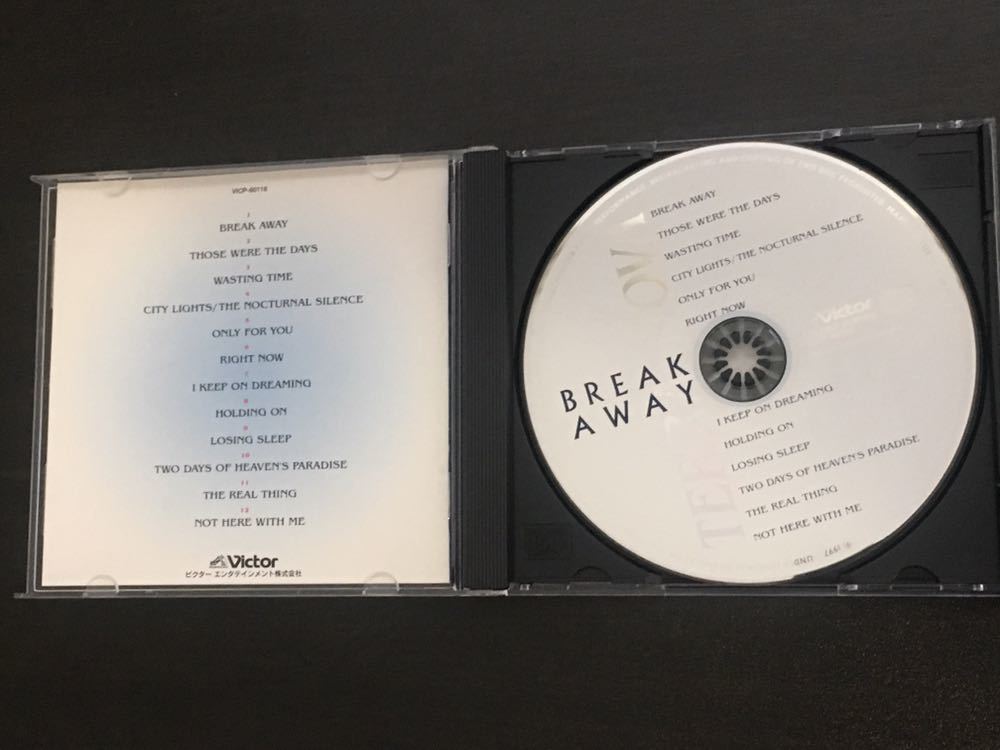 VICP-60118
1
BREAK AWAY
2
THOSE WERE THE DAYS
3
WASTING TIME
4
CITY LIGHTS/THE NOCTURNAL SILENCE
5
ONLY FOR YOU
6
RIGHT NOW
7
I KEEP ON DREAMING
8
HOLDING ON
9
LOSING SLEEP
10
TWO DAYS OF HEAVEN'S PARADISE
11
THE REAL THING
12
NOT HERE WITH ME
Victor
ビクター エンタテインメント株式会社
BREAK AWAY
THOSE WERE THE DAYS
WASTING TIME
CITY LIGHTS/THE NOCTURNAL SILENCE
ONLY FOR YOU
RIGHT NOW
Victor
BREAK
AWAY
I KEEP ON DREAMING
HOLDING ON
LOSING SLEEP
TWO DAYS OF HEAVEN'S PARADISE
THE REAL THING
NOT HERE WITH ME
℗ 1997